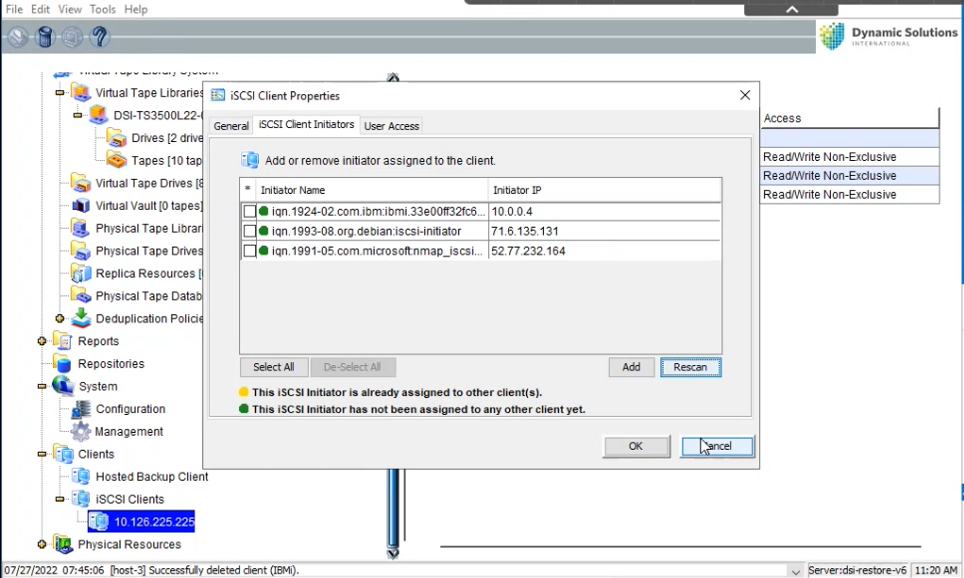 File Edit View Tools Help
Dynamic Solutions
INTERNATIONAL
Virtual Tape Library System
Virtual Tape Libraries
DSI-TS3500L22-
Drives [2 drive
Tapes [10 tap
Virtual Tape Drives [8
Virtual Vault [0 tapes]
Physical Tape Librar
Physical Tape Drives
Replica Resources [
Physical Tape Datab
Deduplication Policie
Reports
Repositories
System
Configuration
Management
Clients
Hosted Backup Client
iSCSI Clients
10.126.225.225
Physical Resources
iSCSI Client Properties
General iSCSI Client Initiators User Access
Add or remove initiator assigned to the client.
* Initiator Name Initiator IP
iqn.1924-02.com.ibm:ibmi.33e00ff32fc6... 10.0.0.4
iqn.1993-08.org.debian:iscsi-initiator 71.6.135.131
iqn.1991-05.com.microsoft:nmap_iscsi... 52.77.232.164
Select All De-Select All Add Rescan
This iSCSI Initiator is already assigned to other client(s).
This iSCSI Initiator has not been assigned to any other client yet.
OK Cancel
Access
Read/Write Non-Exclusive
Read/Write Non-Exclusive
Read/Write Non-Exclusive
07/27/2022 07:45:06 [host-3] Successfully deleted client (IBMi).
Server:dsi-restore-v6 11:20 AM